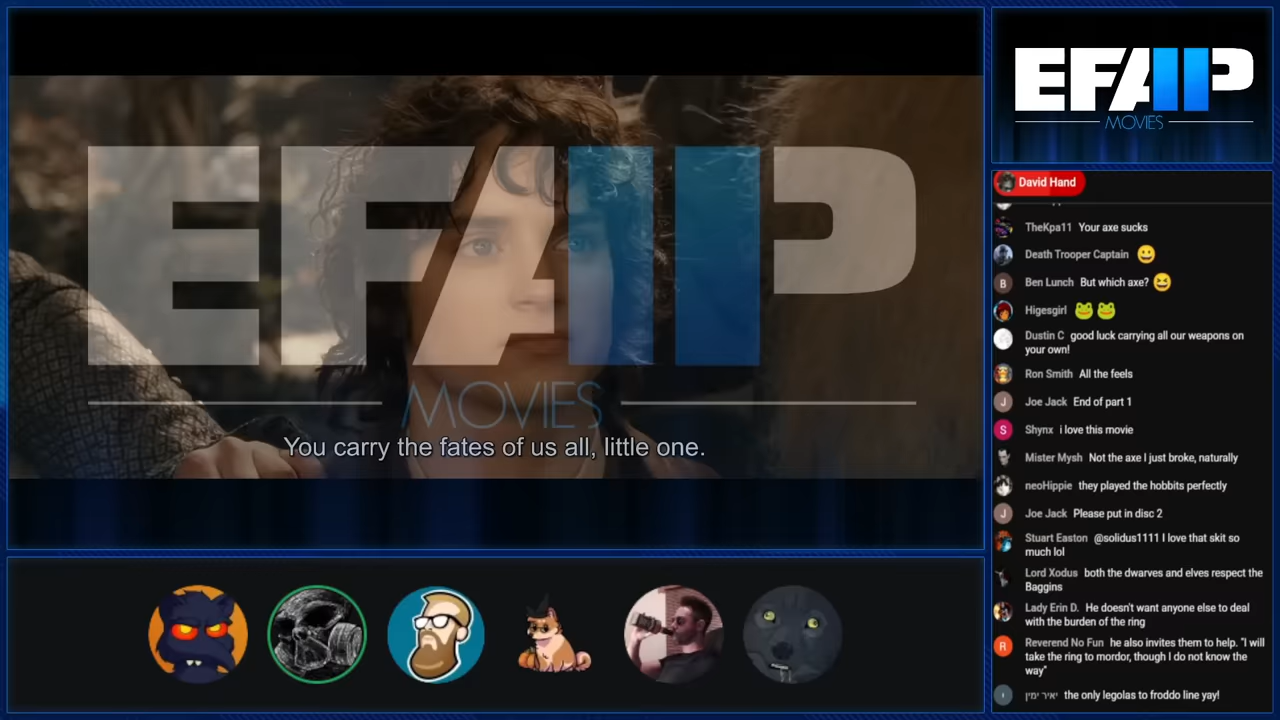 EFAIIP
MOVIES
You carry the fates of us all, little one.
EFAIIP
MOVIES
David Hand
TheKpa11 Your axe sucks
Death Trooper Captain 😀
Ben Lunch But which axe? 😆
Higesgirl 🐸 🐸
Dustin C good luck carrying all our weapons on
your own!
Ron Smith All the feels
Joe Jack End of part 1
Shynx i love this movie
Mister Mysh Not the axe I just broke, naturally
neoHippie they played the hobbits perfectly
Joe Jack Please put in disc 2
Stuart Easton @solidus1111 I love that skit so
much lol
Lord Xodus both the dwarves and elves respect the
Baggins
Lady Erin D. He doesn't want anyone else to deal
with the burden of the ring
Reverend No Fun he also invites them to help. "I will
take the ring to mordor, though I do not know the
way"
יאיר ימין the only legolas to froddo line yay!